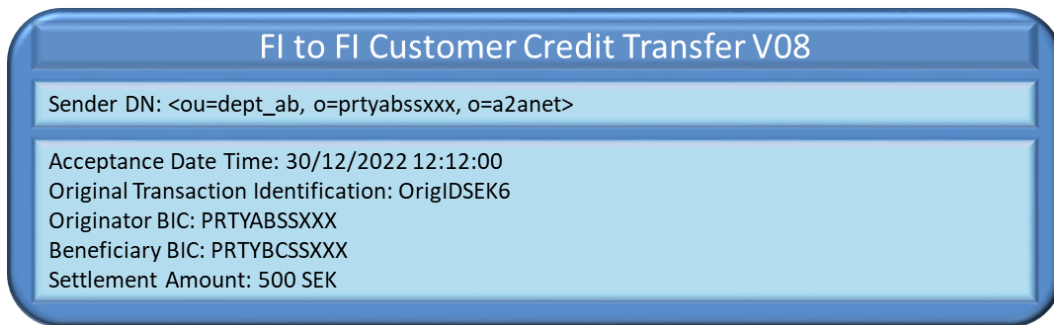 FI to FI Customer Credit Transfer V08
Sender DN: <ou=dept_ab, o=prtyabssxxx, o=a2anet>
Acceptance Date Time: 30/12/2022 12:12:00
Original Transaction Identification: OrigIDSEK6
Originator BIC: PRTYABSSXXX
Beneficiary BIC: PRTYBCSSXXX
Settlement Amount: 500 SEK